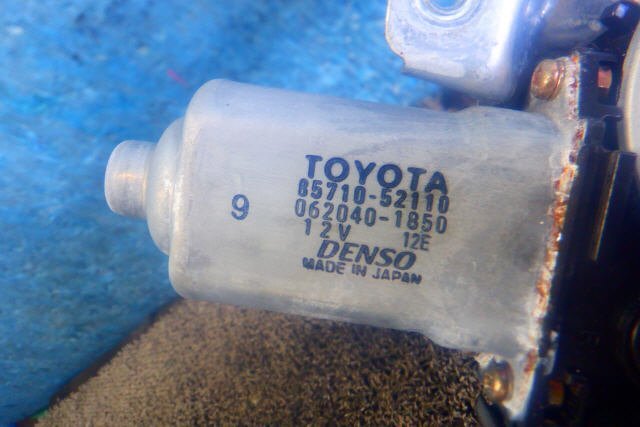 TOYOTA
85710-52110
9
062040-1850
12V 12E
DENSO
MADE IN JAPAN